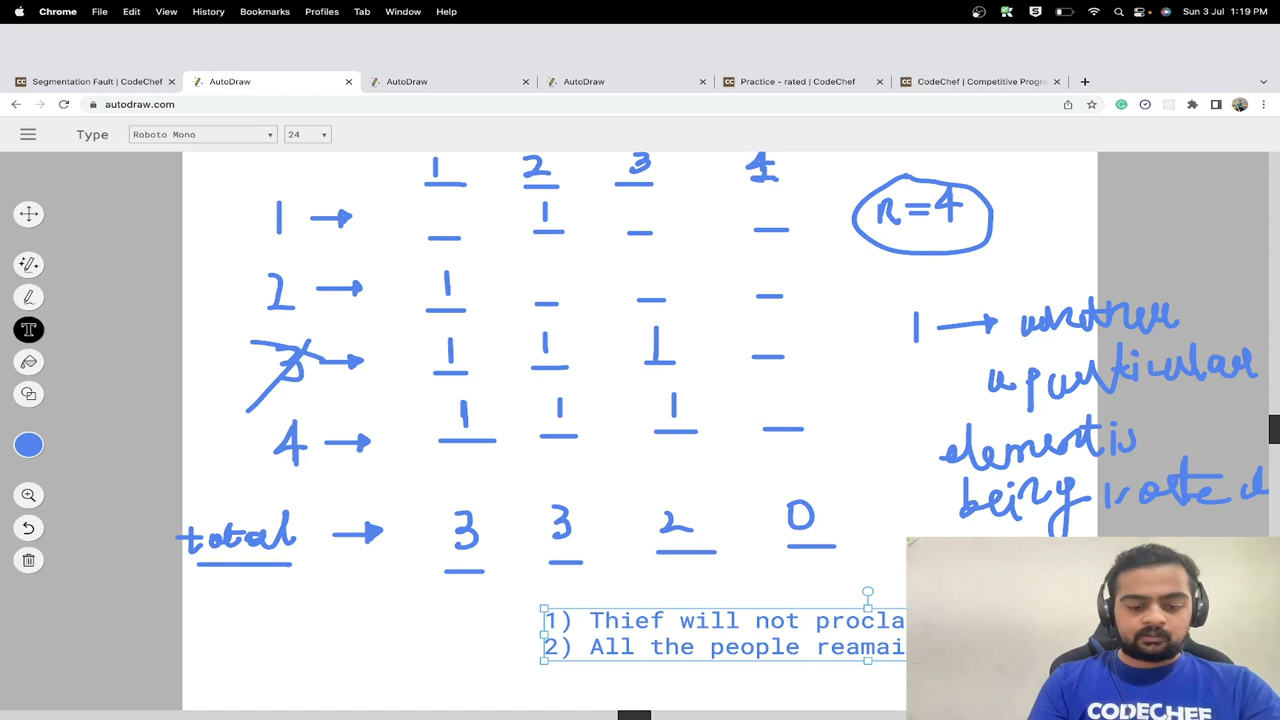 Chrome File Edit View History Bookmarks Profiles Tab Window Help Sun 3 Jul 1:19 PM
Segmentation Fault | CodeChef AutoDraw AutoDraw AutoDraw Practice - rated | CodeChef CodeChef | Competitive Progr
autodraw.com
Type Roboto Mono 24
1 2 3 4
n=4
1 → _ 1 _ _
2 → 1 _ _ _
1 → whether
3 → 1 1 1 _
a particular
4 → 1 1 1 _
element is
being voted
total → 3 3 2 0
1) Thief will not procla
2) All the people reamai
CODECHEF